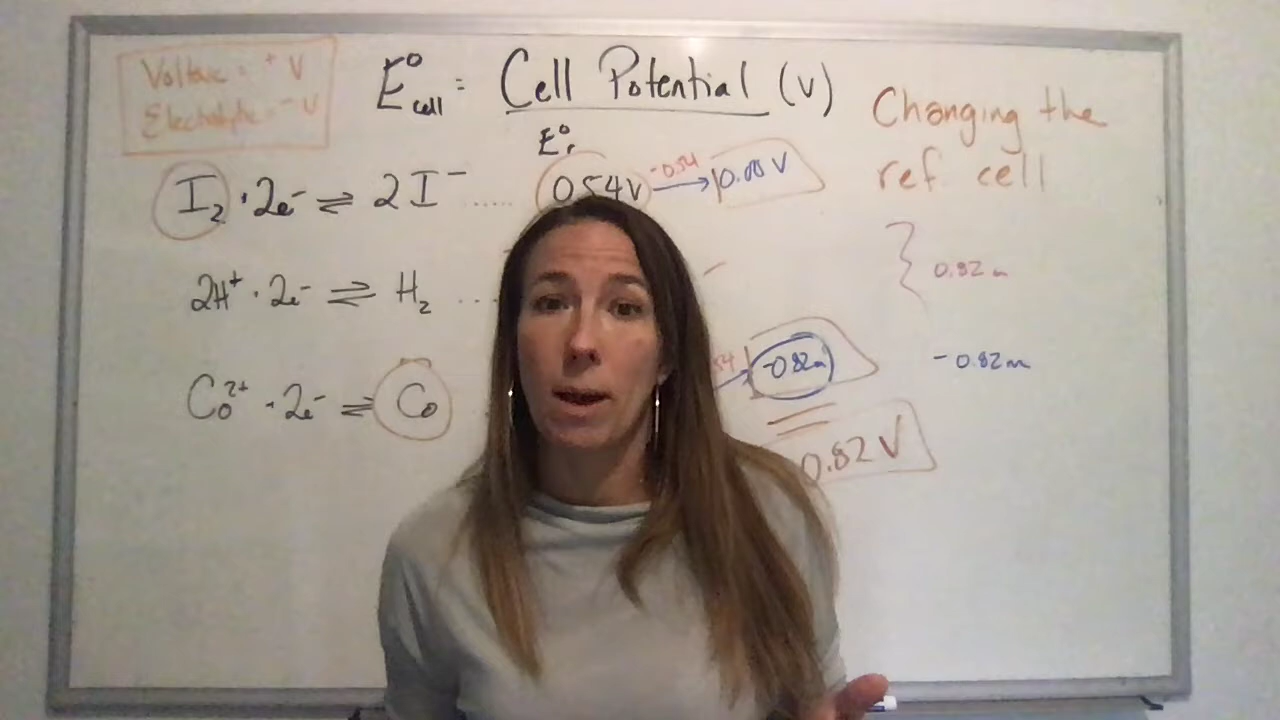 Voltaic = + V
Electrolytic = - V
E°cell = Cell Potential (v)
Changing the
ref. cell
E°r
I₂ + 2e⁻ ⇌ 2I⁻ ..... 0.54v -0.54 → 0.00 V
2H⁺ + 2e⁻ ⇌ H₂ ...
0.82
Co²⁺ + 2e⁻ ⇌ Co
54 → -0.82
-0.82
0.82 V